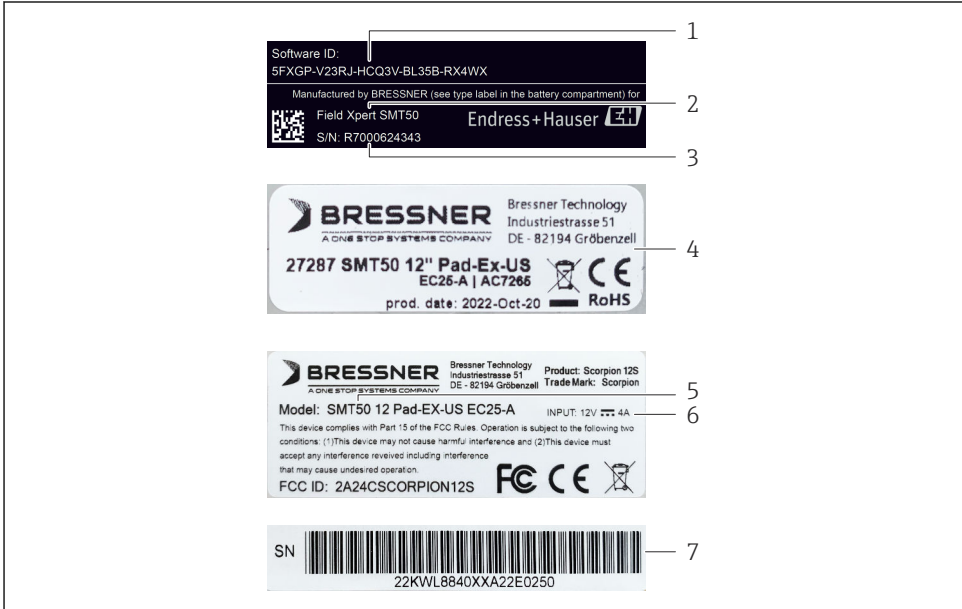 1
Software ID:
5FXGP-V23RJ-HCQ3V-BL35B-RX4WX
Manufactured by BRESSNER (see type label in the battery compartment) for
2
Field Xpert SMT50
Endress+Hauser EH
S/N: R7000624343
3
BRESSNER
A ONE STOP SYSTEMS COMPANY
Bressner Technology
Industriestrasse 51
DE - 82194 Gröbenzell
4
27287 SMT50 12" Pad-Ex-US
EC25-A | AC7265
CE
prod. date: 2022-Oct-20
RoHS
BRESSNER
A ONE STOP SYSTEMS COMPANY
Bressner Technology
Industriestrasse 51
DE - 82194 Gröbenzell
Product: Scorpion 12S
Trade Mark: Scorpion
5
Model: SMT50 12 Pad-EX-US EC25-A
INPUT: 12V ⎓ 4A
6
This device complies with Part 15 of the FCC Rules. Operation is subject to the following two
conditions: (1)This device may not cause harmful interference and (2)This device must
accept any interference reveived including interference
that may cause undesired operation.
FCC ID: 2A24CSCORPION12S
FC CE
SN
7
22KWL8840XXA22E0250